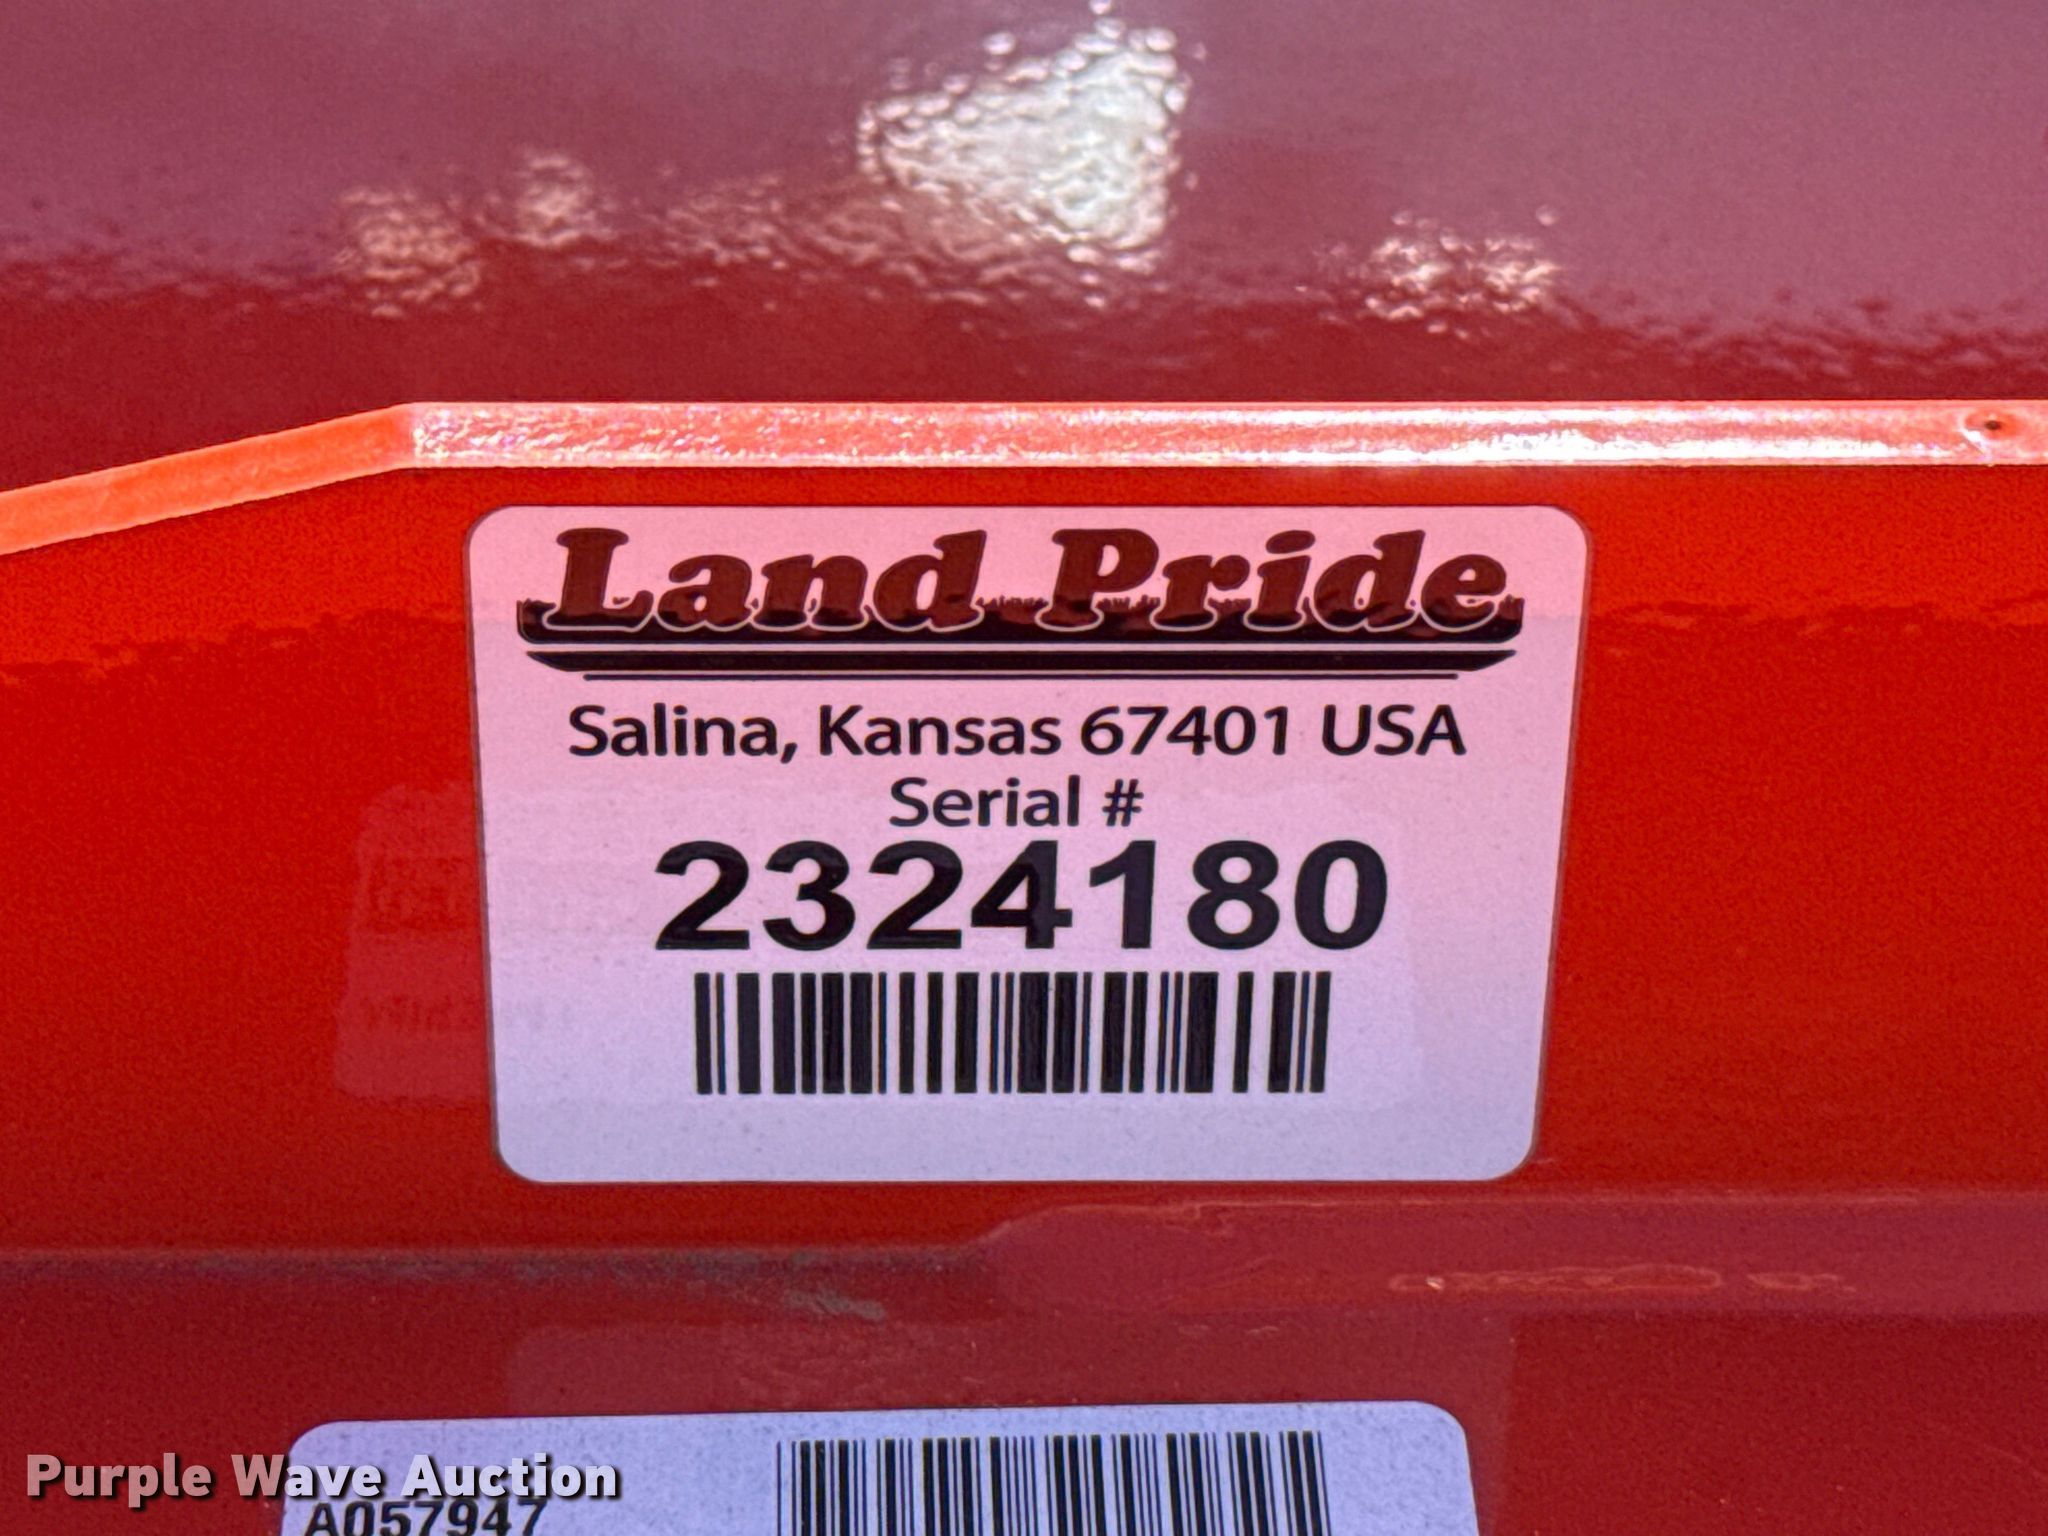 Land Pride
Salina, Kansas 67401 USA
Serial #
2324180
Purple Wave Auction
A057947